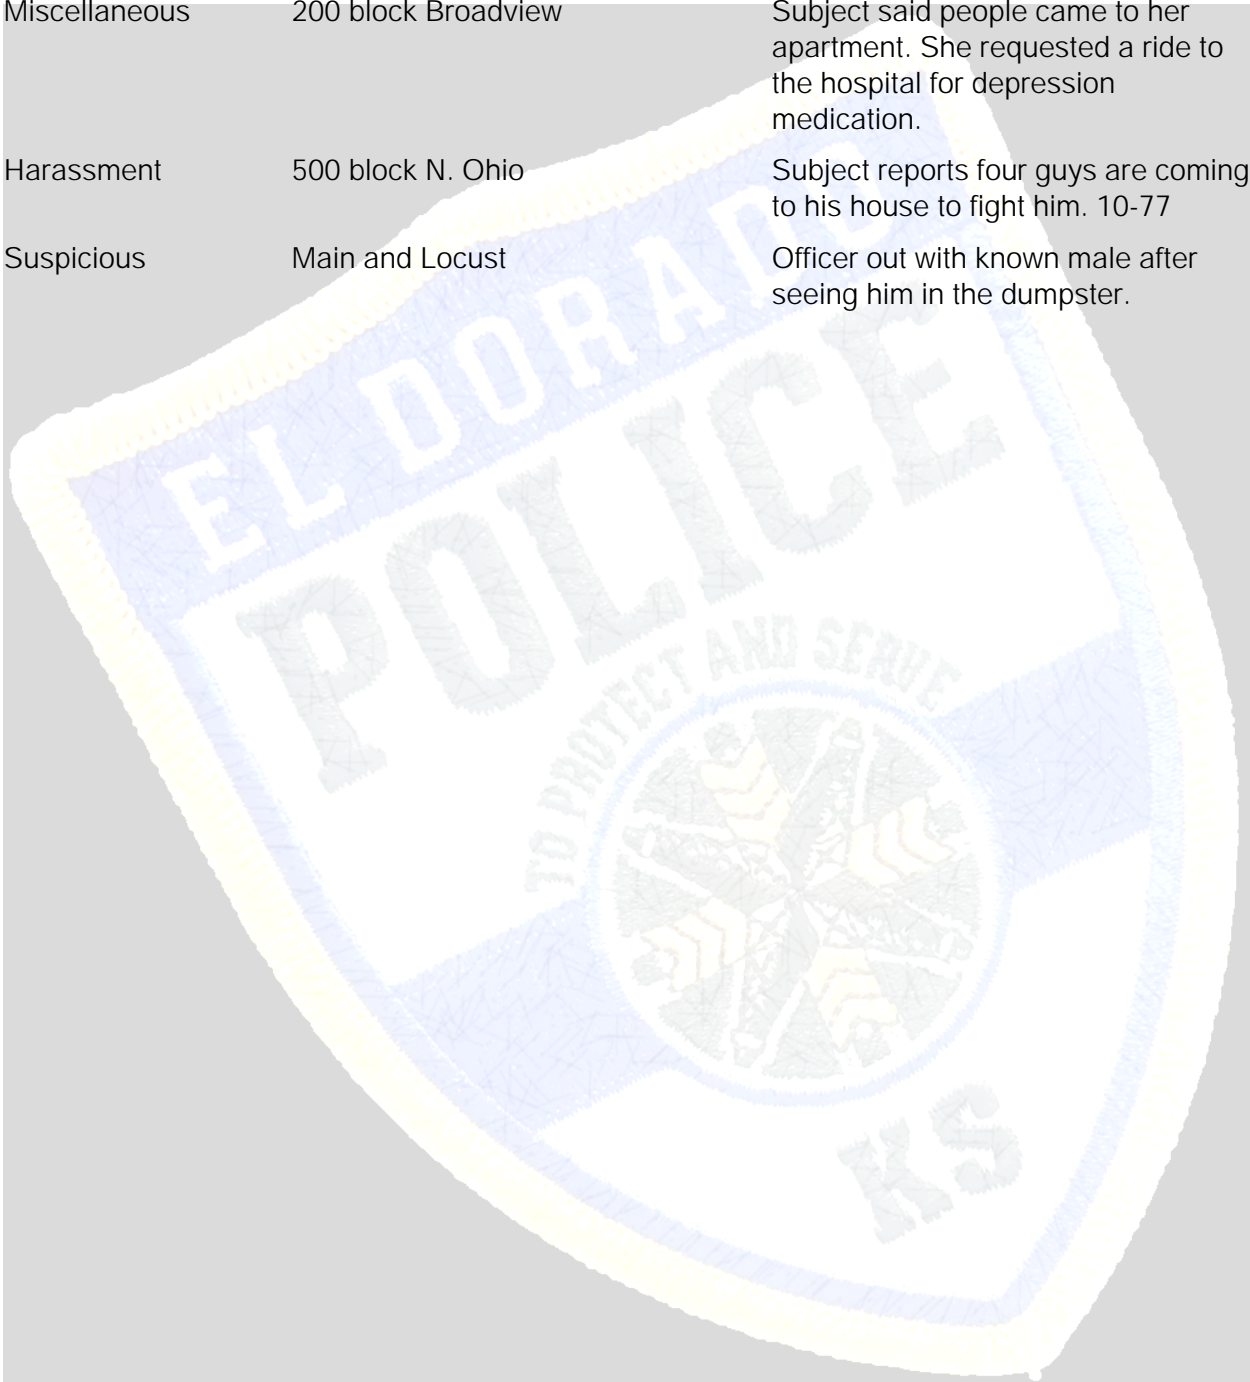 Miscellaneous 200 block Broadview Subject said people came to her
apartment. She requested a ride to
the hospital for depression
medication.
Harassment 500 block N. Ohio Subject reports four guys are coming
to his house to fight him. 10-77
Suspicious Main and Locust Officer out with known male after
seeing him in the dumpster.
EL DORADO
POLICE
TO PROTECT AND SERVE
KS